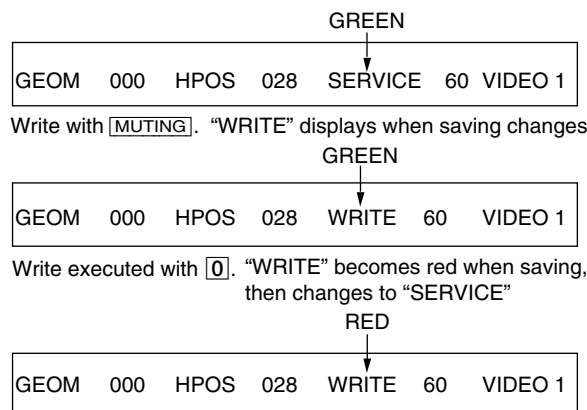 GREEN
GEOM 000 HPOS 028 SERVICE 60 VIDEO 1
Write with MUTING. “WRITE” displays when saving changes
GREEN
GEOM 000 HPOS 028 WRITE 60 VIDEO 1
Write executed with 0. “WRITE” becomes red when saving,
then changes to “SERVICE”
RED
GEOM 000 HPOS 028 WRITE 60 VIDEO 1